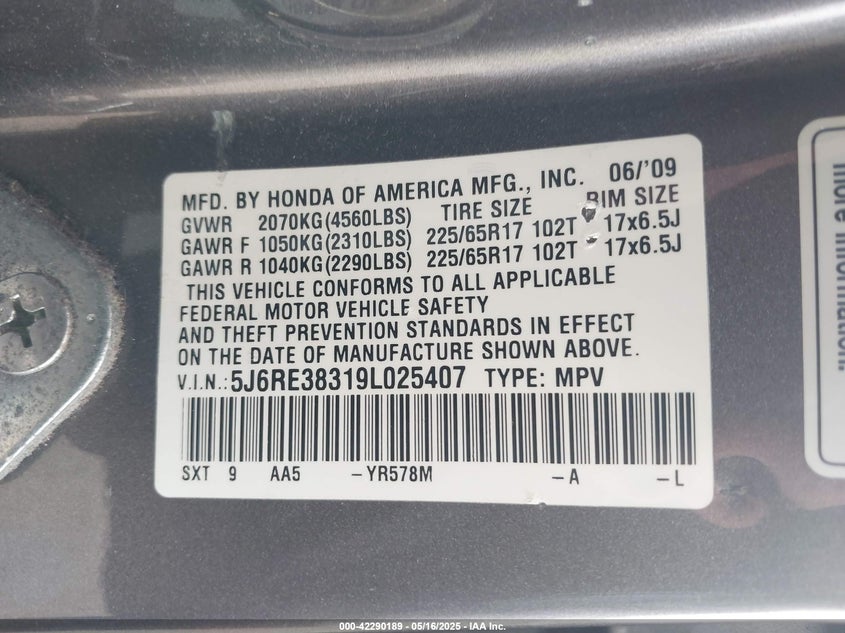 MFD. BY HONDA OF AMERICA MFG., INC. 06/'09
GVWR 2070KG(4560LBS) TIRE SIZE RIM SIZE
GAWR F 1050KG(2310LBS) 225/65R17 102T 17x6.5J
GAWR R 1040KG(2290LBS) 225/65R17 102T 17x6.5J
THIS VEHICLE CONFORMS TO ALL APPLICABLE
FEDERAL MOTOR VEHICLE SAFETY
AND THEFT PREVENTION STANDARDS IN EFFECT
ON THE DATE OF MANUFACTURE SHOWN ABOVE.
V.I.N.:5J6RE38319L025407 TYPE: MPV
SXT 9 AA5 -YR578M -A -L
more information.
000-42290189 - 05/16/2025 - IAA Inc.